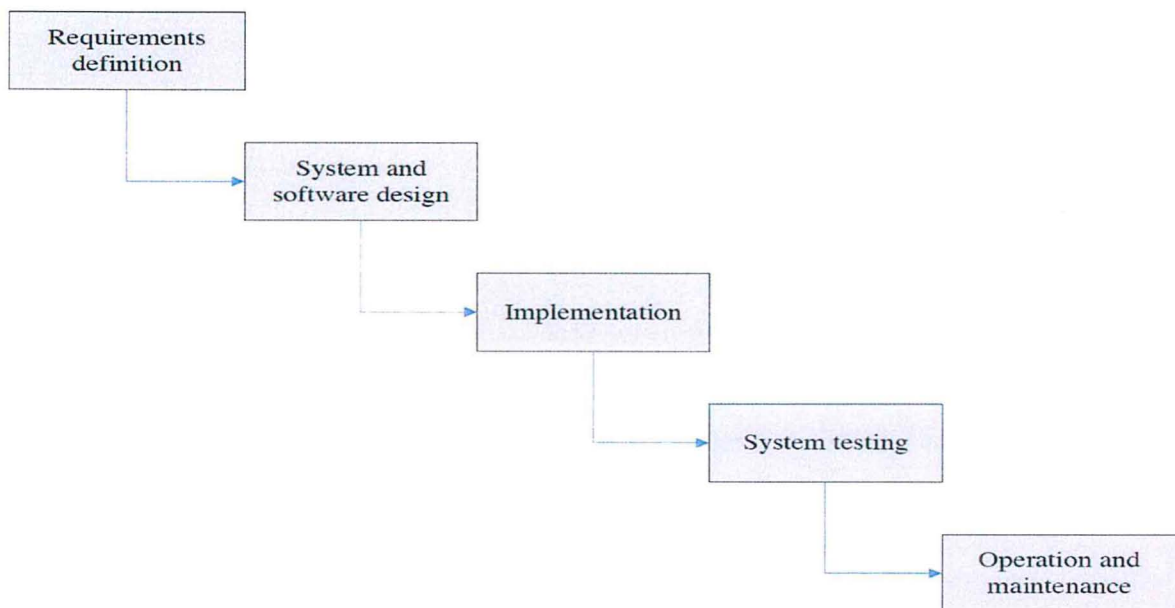 Requirements
definition
System and
software design
Implementation
System testing
Operation and
maintenance